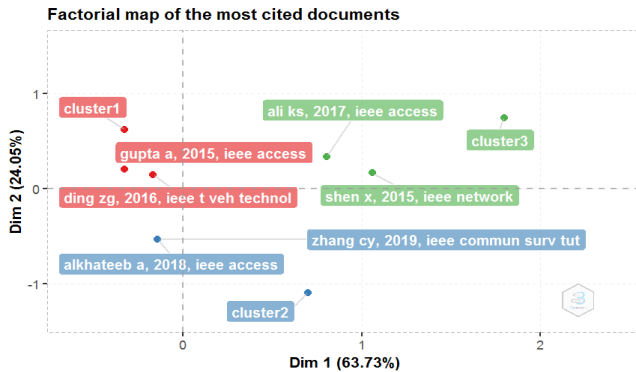 Factorial map of the most cited documents
cluster1
ali ks, 2017, ieee access
cluster3
gupta a, 2015, ieee access
ding zg, 2016, ieee t veh technol
shen x, 2015, ieee network
zhang cy, 2019, ieee commun surv tut
alkhateeb a, 2018, ieee access
cluster2
Dim 2 (24.05%)
1
0
-1
0
1
2
Dim 1 (63.73%)